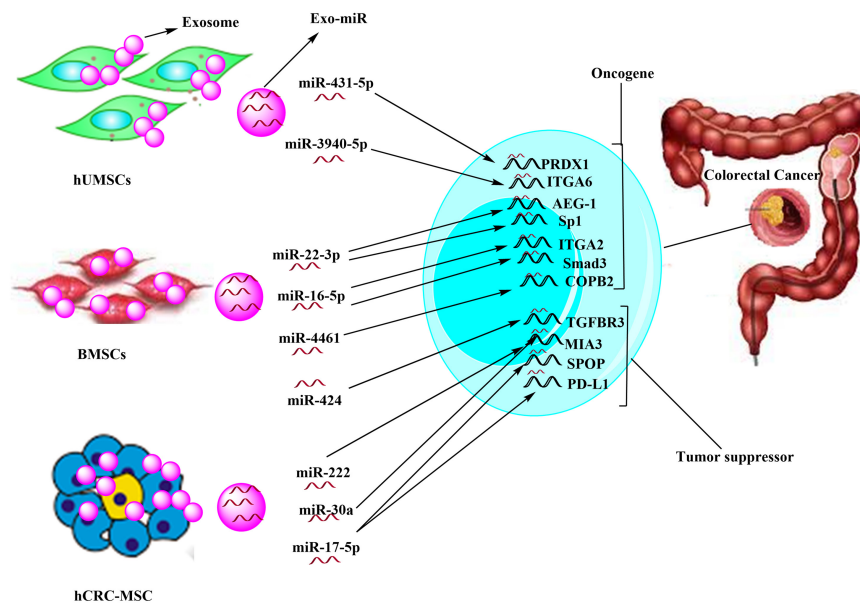 Exosome
Exo-miR
hUMSCs
miR-431-5p
miR-3940-5p
Oncogene
PRDX1
ITGA6
AEG-1
Sp1
ITGA2
Smad3
COPB2
TGFBR3
MIA3
SPOP
PD-L1
Colorectal Cancer
BMSCs
miR-22-3p
miR-16-5p
miR-4461
miR-424
Tumor suppressor
hCRC-MSC
miR-222
miR-30a
miR-17-5p